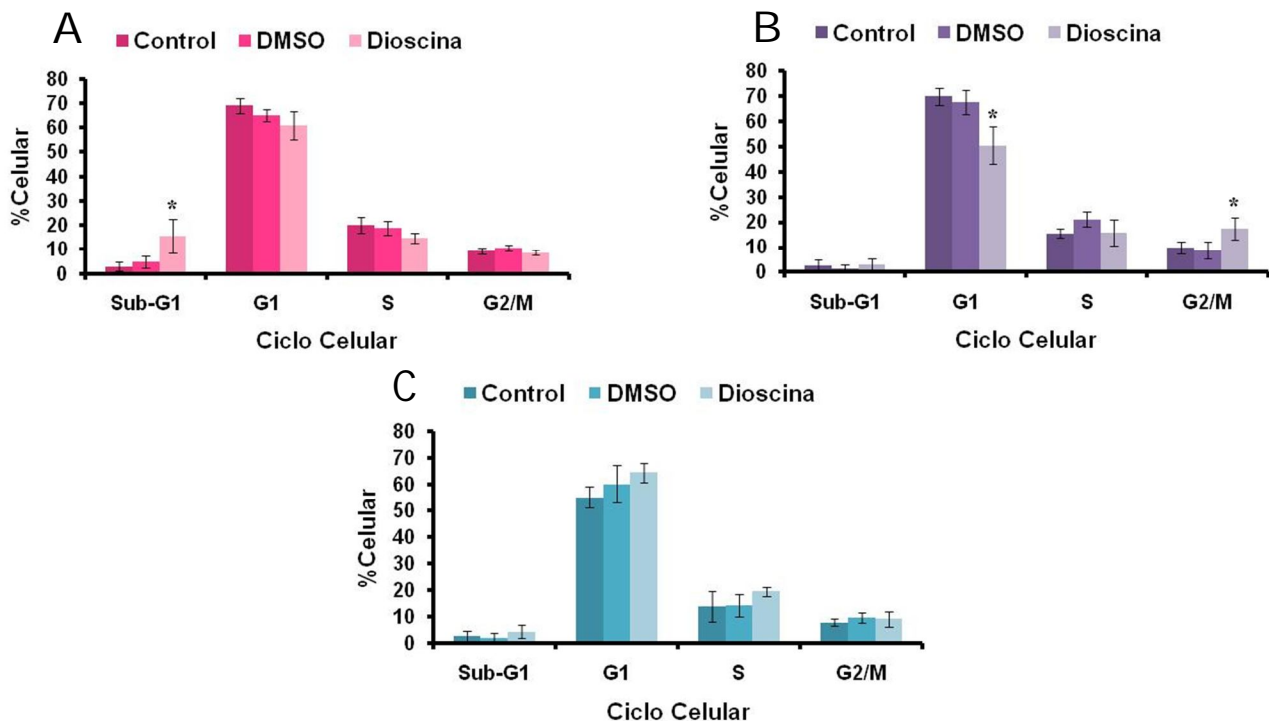 A
Control DMSO Dioscina
%Celular
80
70
60
50
40
30
20
10
0
*
Sub-G1 G1 S G2/M
Ciclo Celular
B
Control DMSO Dioscina
%Celular
80
70
60
50
40
30
20
10
0
*
*
Sub-G1 G1 S G2/M
Ciclo Celular
C
Control DMSO Dioscina
%Celular
80
70
60
50
40
30
20
10
0
Sub-G1 G1 S G2/M
Ciclo Celular